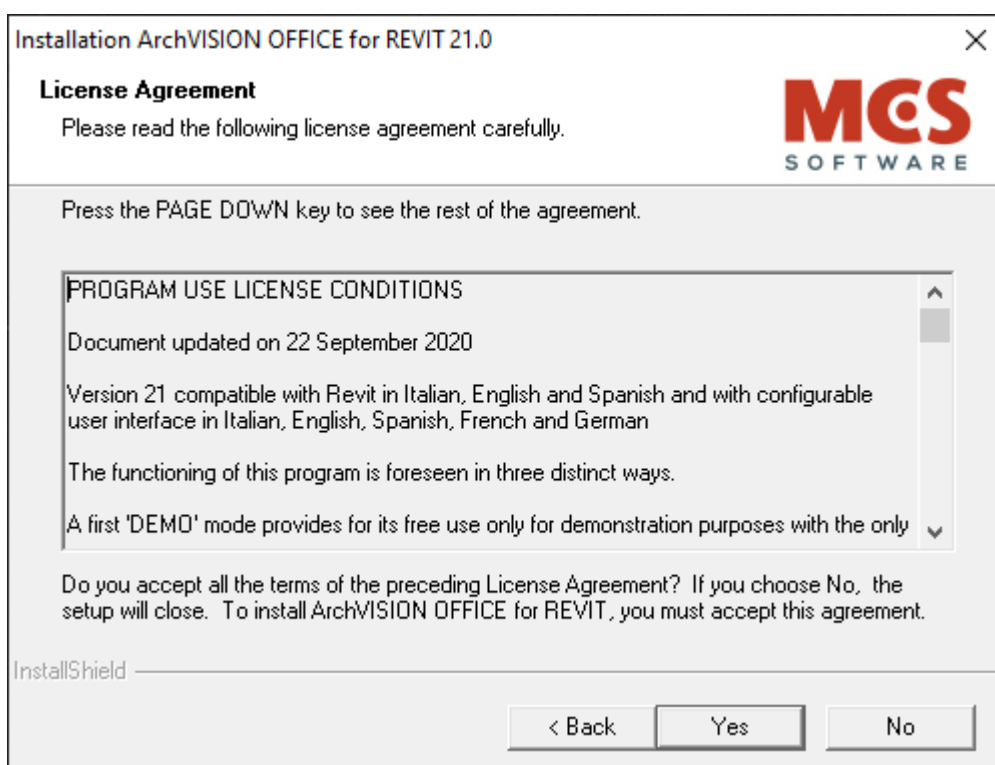 Installation ArchVISION OFFICE for REVIT 21.0
License Agreement
Please read the following license agreement carefully.
MCS
SOFTWARE
Press the PAGE DOWN key to see the rest of the agreement.
PROGRAM USE LICENSE CONDITIONS
Document updated on 22 September 2020
Version 21 compatible with Revit in Italian, English and Spanish and with configurable
user interface in Italian, English, Spanish, French and German
The functioning of this program is foreseen in three distinct ways.
A first 'DEMO' mode provides for its free use only for demonstration purposes with the only
Do you accept all the terms of the preceding License Agreement? If you choose No, the
setup will close. To install ArchVISION OFFICE for REVIT, you must accept this agreement.
InstallShield
< Back
Yes
No